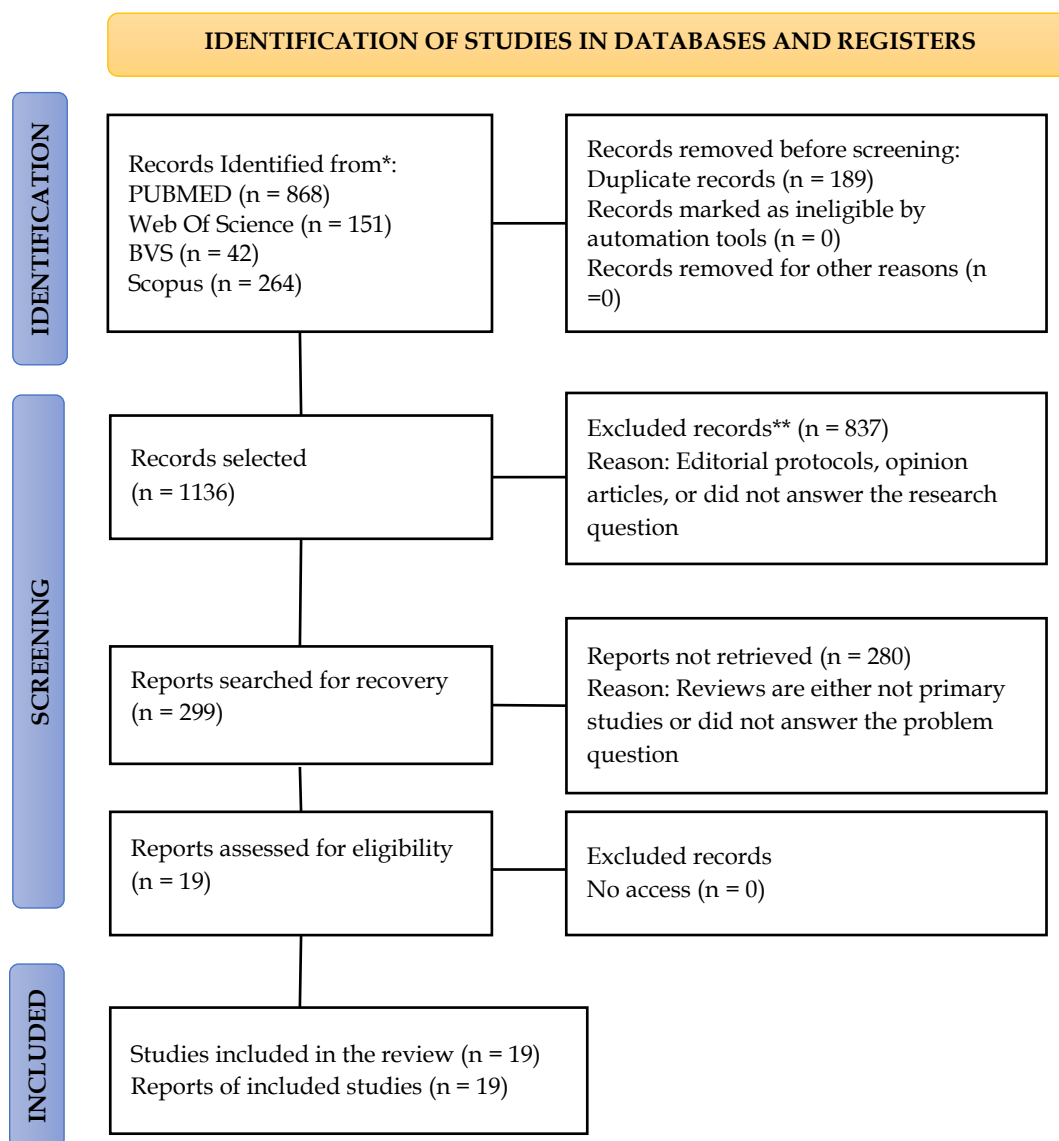 IDENTIFICATION OF STUDIES IN DATABASES AND REGISTERS
IDENTIFICATION
Records Identified from*:
PUBMED (n = 868)
Web Of Science (n = 151)
BVS (n = 42)
Scopus (n = 264)
Records removed before screening:
Duplicate records (n = 189)
Records marked as ineligible by
automation tools (n = 0)
Records removed for other reasons (n
=0)
SCREENING
Records selected
(n = 1136)
Excluded records** (n = 837)
Reason: Editorial protocols, opinion
articles, or did not answer the research
question
Reports searched for recovery
(n = 299)
Reports not retrieved (n = 280)
Reason: Reviews are either not primary
studies or did not answer the problem
question
Reports assessed for eligibility
(n = 19)
Excluded records
No access (n = 0)
INCLUDED
Studies included in the review (n = 19)
Reports of included studies (n = 19)